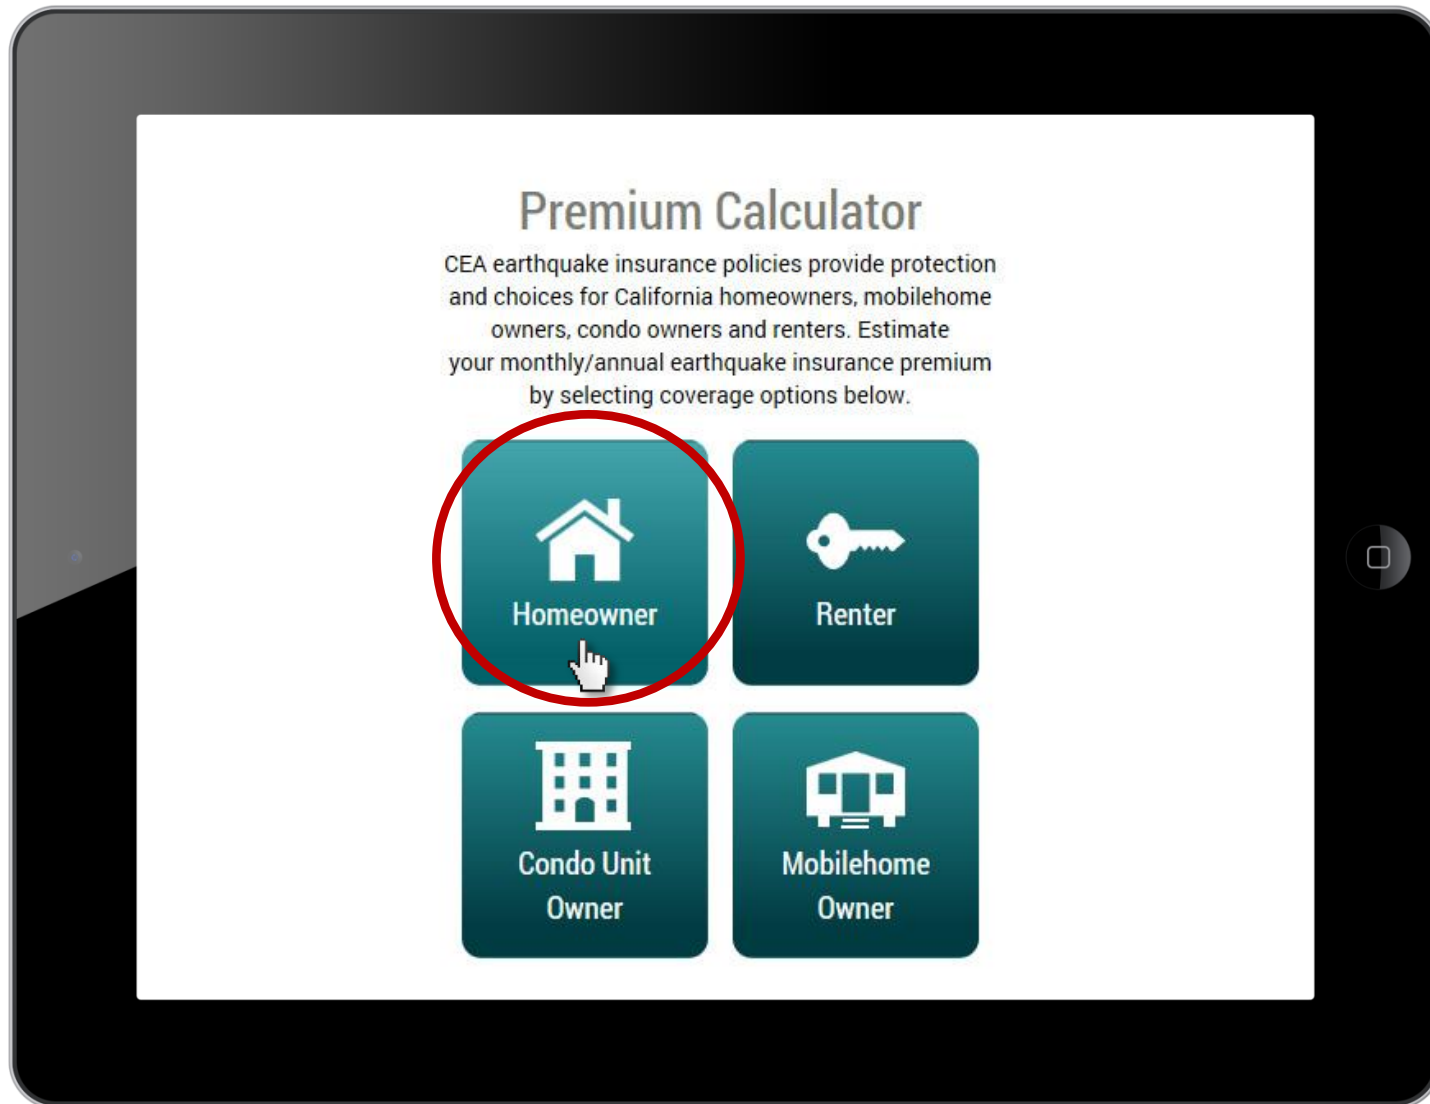 Premium Calculator
CEA earthquake insurance policies provide protection
and choices for California homeowners, mobilehome
owners, condo owners and renters. Estimate
your monthly/annual earthquake insurance premium
by selecting coverage options below.
Homeowner
Renter
Condo Unit
Owner
Mobilehome
Owner